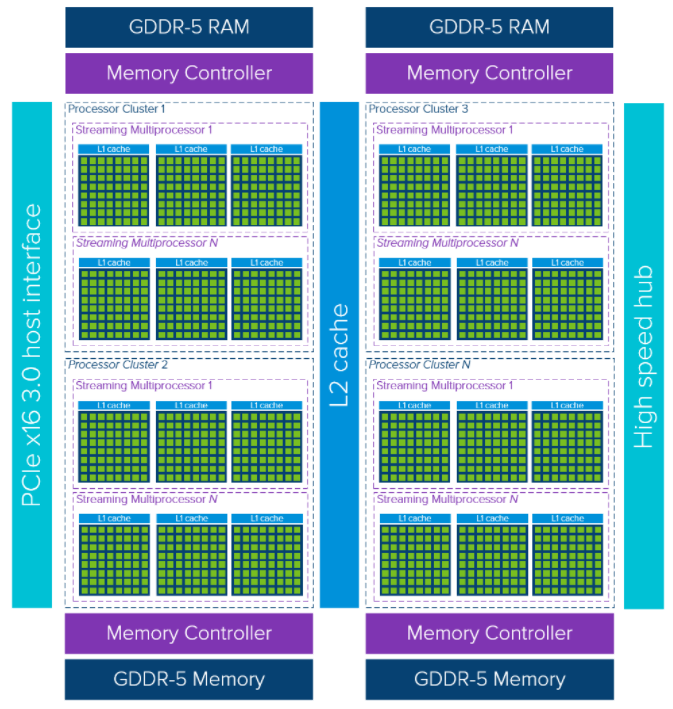 GDDR-5 RAM
GDDR-5 RAM
Memory Controller
Memory Controller
PCIe x16 3.0 host interface
Processor Cluster 1
Streaming Multiprocessor 1
L1 cache
L1 cache
L1 cache
Streaming Multiprocessor N
L1 cache
L1 cache
L1 cache
Processor Cluster 2
Streaming Multiprocessor 1
L1 cache
L1 cache
L1 cache
Streaming Multiprocessor N
L1 cache
L1 cache
L1 cache
L2 cache
Processor Cluster 3
Streaming Multiprocessor 1
L1 cache
L1 cache
L1 cache
Streaming Multiprocessor N
L1 cache
L1 cache
L1 cache
Processor Cluster N
Streaming Multiprocessor 1
L1 cache
L1 cache
L1 cache
Streaming Multiprocessor N
L1 cache
L1 cache
L1 cache
High speed hub
Memory Controller
Memory Controller
GDDR-5 Memory
GDDR-5 Memory